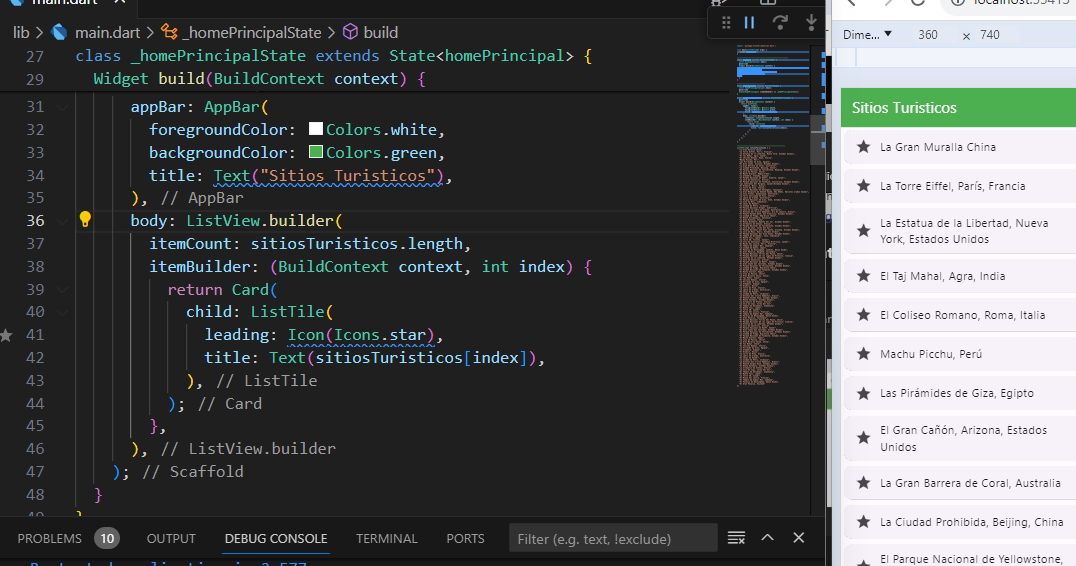 main.dart
lib > main.dart > _homePrincipalState > build
27 class _homePrincipalState extends State<homePrincipal> {
29 Widget build(BuildContext context) {
31 appBar: AppBar(
32 foregroundColor: Colors.white,
33 backgroundColor: Colors.green,
34 title: Text("Sitios Turisticos"),
35 ), // AppBar
36 body: ListView.builder(
37 itemCount: sitiosTuristicos.length,
38 itemBuilder: (BuildContext context, int index) {
39 return Card(
40 child: ListTile(
41 leading: Icon(Icons.star),
42 title: Text(sitiosTuristicos[index]),
43 ), // ListTile
44 ); // Card
45 },
46 ), // ListView.builder
47 ); // Scaffold
48 }
49 }
PROBLEMS 10 OUTPUT DEBUG CONSOLE TERMINAL PORTS Filter (e.g. text, !exclude)
localhost:55415
Dime... 360 x 740
Sitios Turisticos
La Gran Muralla China
La Torre Eiffel, París, Francia
La Estatua de la Libertad, Nueva
York, Estados Unidos
El Taj Mahal, Agra, India
El Coliseo Romano, Roma, Italia
Machu Picchu, Perú
Las Pirámides de Giza, Egipto
El Gran Cañón, Arizona, Estados
Unidos
La Gran Barrera de Coral, Australia
La Ciudad Prohibida, Beijing, China
El Parque Nacional de Yellowstone,